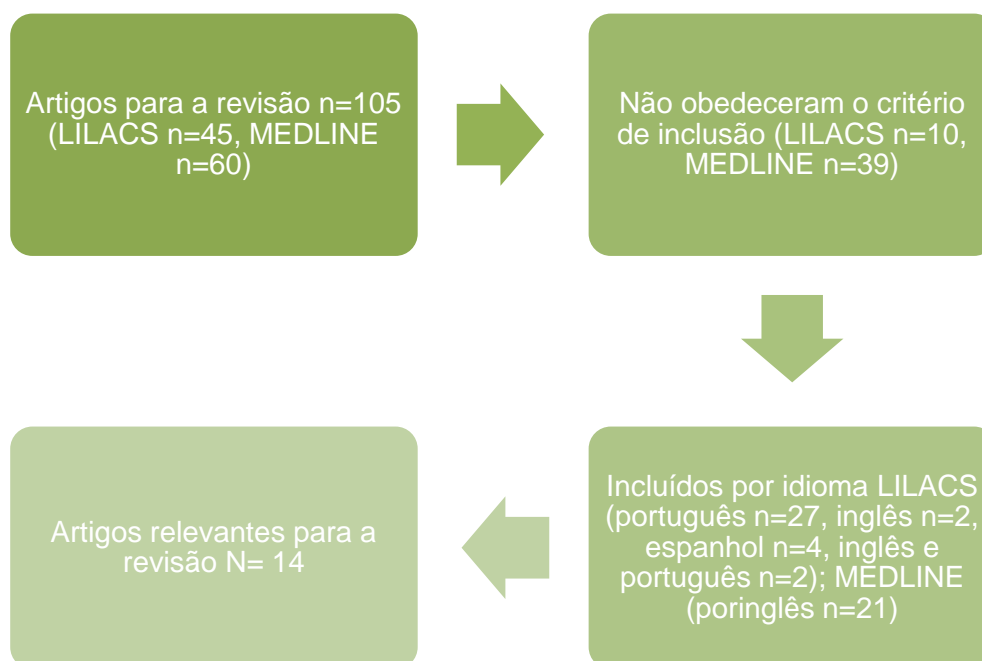 Artigos para a revisão n=105
(LILACS n=45, MEDLINE
n=60)
Não obedeceram o critério
de inclusão (LILACS n=10,
MEDLINE n=39)
Incluídos por idioma LILACS
(português n=27, inglês n=2,
espanhol n=4, inglês e
português n=2); MEDLINE
(poringlês n=21)
Artigos relevantes para a
revisão N= 14